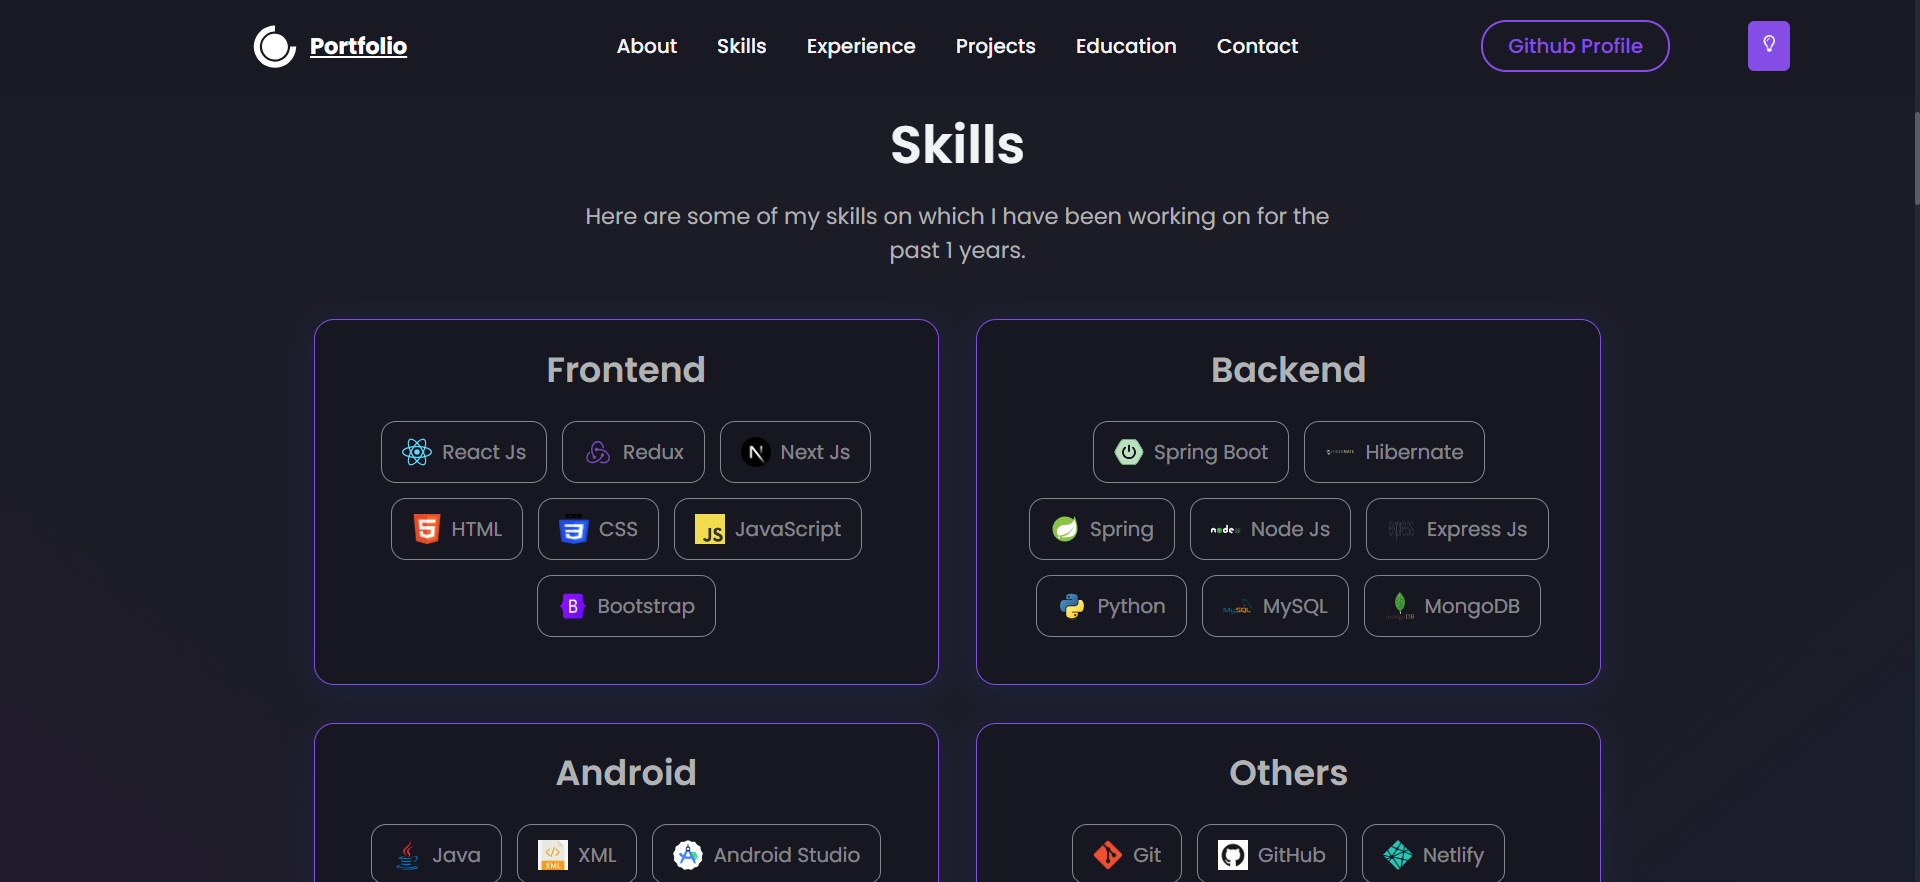 Portfolio
About Skills Experience Projects Education Contact
Github Profile
Skills
Here are some of my skills on which I have been working on for the
past 1 years.
Frontend
React Js Redux Next Js
HTML CSS JavaScript
Bootstrap
Backend
Spring Boot Hibernate
Spring Node Js Express Js
Python MySQL MongoDB
Android
Java XML Android Studio
Others
Git GitHub Netlify